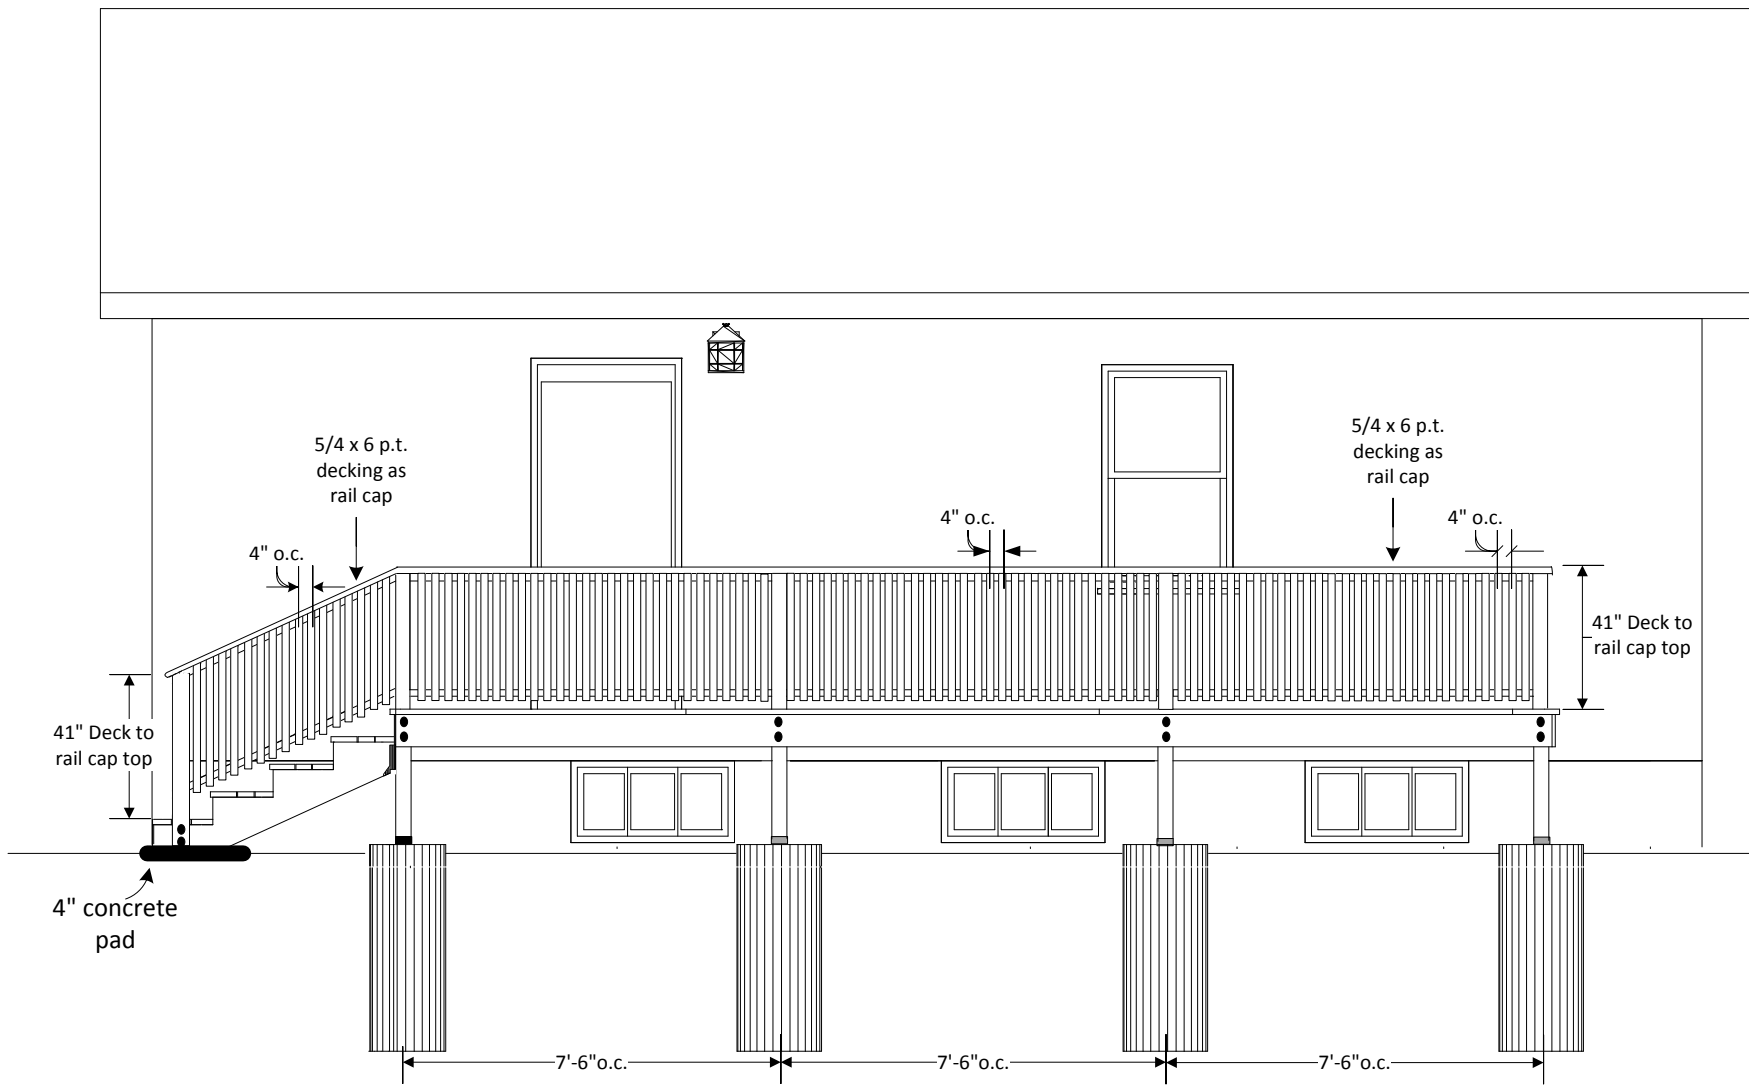 5/4 x 6 p.t.
decking as
rail cap
5/4 x 6 p.t.
decking as
rail cap
4" o.c.
4" o.c.
4" o.c.
41" Deck to
rail cap top
41" Deck to
rail cap top
4" concrete
pad
7'-6"o.c.
7'-6"o.c.
7'-6"o.c.